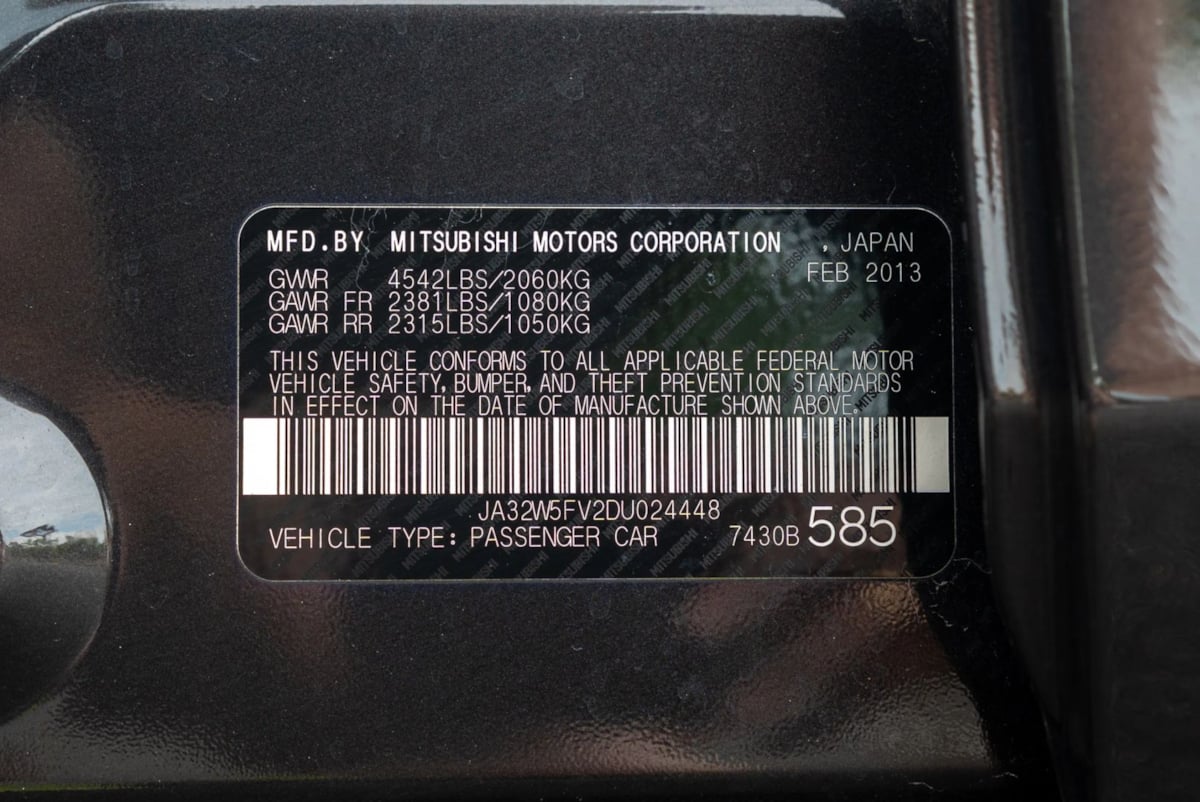 MFD.BY MITSUBISHI MOTORS CORPORATION , JAPAN
FEB 2013
GVWR 4542LBS/2060KG
GAWR FR 2381LBS/1080KG
GAWR RR 2315LBS/1050KG
THIS VEHICLE CONFORMS TO ALL APPLICABLE FEDERAL MOTOR
VEHICLE SAFETY, BUMPER, AND THEFT PREVENTION STANDARDS
IN EFFECT ON THE DATE OF MANUFACTURE SHOWN ABOVE.
JA32W5FV2DU024448
VEHICLE TYPE: PASSENGER CAR 7430B 585